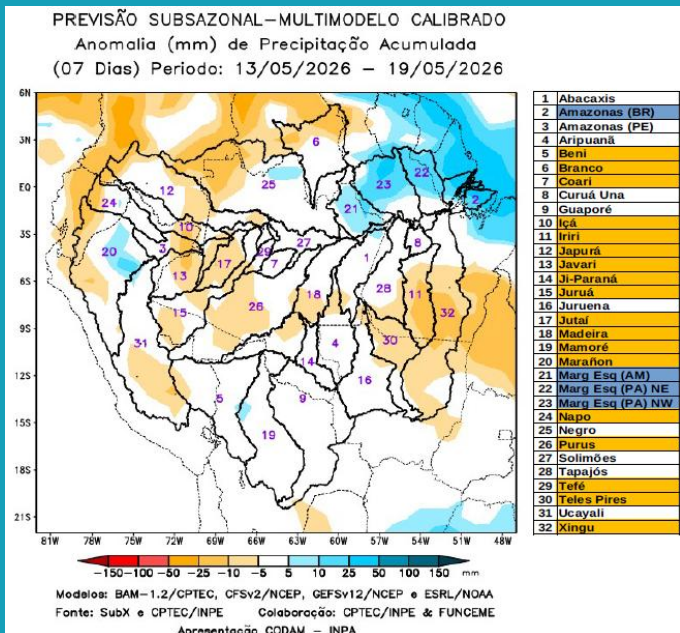 PREVISÃO SUBSAZONAL−MULTIMODELO CALIBRADO
Anomalia (mm) de Precipitação Acumulada
(07 Dias) Periodo: 13/05/2026 − 19/05/2026
6N
3N
EQ
3S
6S
9S
12S
15S
18S
21S
81W 78W 75W 72W 69W 66W 63W 60W 57W 54W 51W 48W
6
12
25
23
22
2
24
21
10
20
3
27
29
7
8
1
13
17
28
11
15
26
18
32
31
4
30
14
16
5
9
19
1 Abacaxis
2 Amazonas (BR)
3 Amazonas (PE)
4 Aripuanã
5 Beni
6 Branco
7 Coari
8 Curuá Una
9 Guaporé
10 Içá
11 Iriri
12 Japurá
13 Javari
14 Ji-Paraná
15 Juruá
16 Juruena
17 Jutaí
18 Madeira
19 Mamoré
20 Marañon
21 Marg Esq (AM)
22 Marg Esq (PA) NE
23 Marg Esq (PA) NW
24 Napo
25 Negro
26 Purus
27 Solimões
28 Tapajós
29 Tefé
30 Teles Pires
31 Ucayali
32 Xingu
−150 −100 −50 −25 −10 −5 5 10 25 50 100 150 mm
Modelos: BAM−1.2/CPTEC, CFSv2/NCEP, GEFSv12/NCEP e ESRL/NOAA
Fonte: SubX e CPTEC/INPE Colaboração: CPTEC/INPE & FUNCEME
Apresentação CODAM − INPA